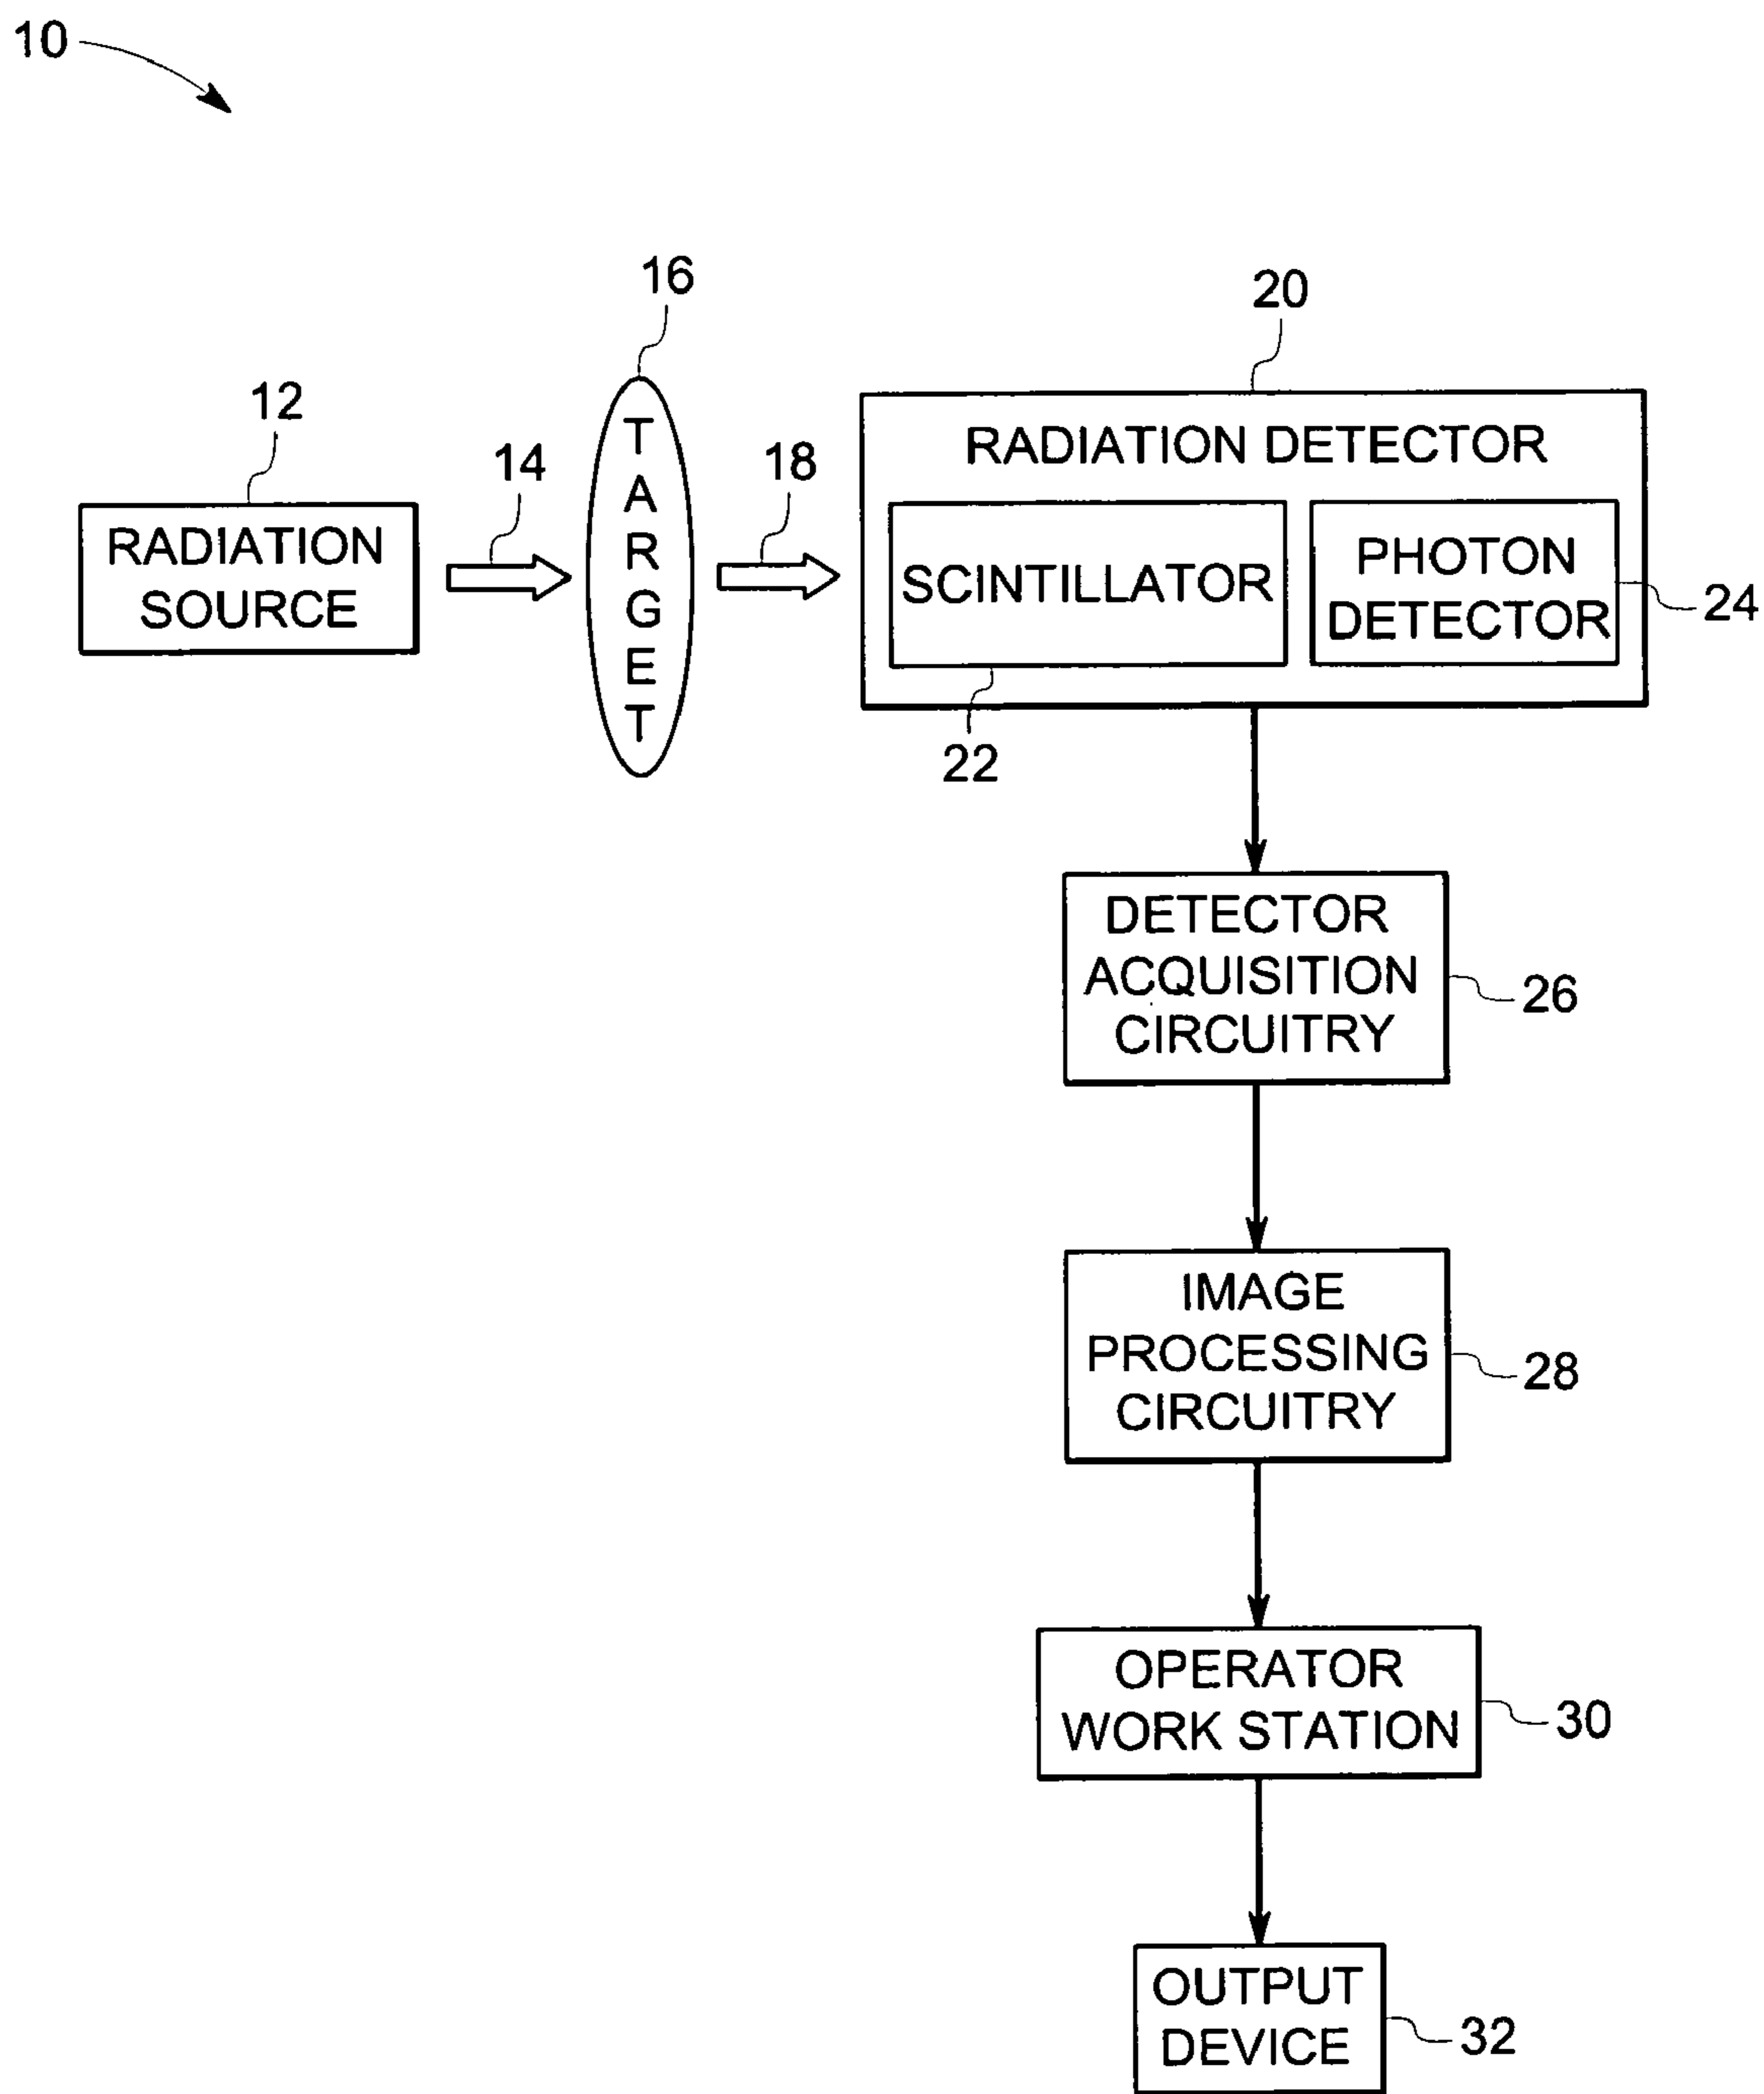 10
16
20
12
14
18
RADIATION DETECTOR
RADIATION
SOURCE
TARGET
SCINTILLATOR
PHOTON
DETECTOR
24
22
DETECTOR
ACQUISITION
CIRCUITRY
26
IMAGE
PROCESSING
CIRCUITRY
28
OPERATOR
WORK STATION
30
OUTPUT
DEVICE
32